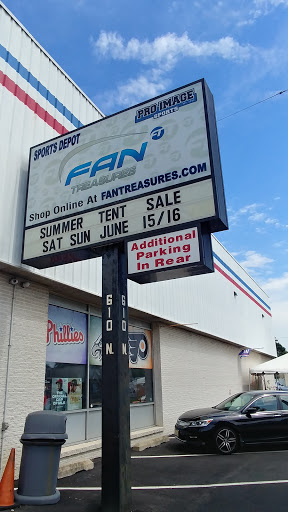 PRO IMAGE
SPORTS
SPORTS DEPOT
FT
FAN
TREASURES
Shop Online At FANTREASURES.COM
SUMMER TENT SALE
SAT SUN JUNE 15/16
Additional
Parking
In Rear
610 N.
610 N.
Phillies